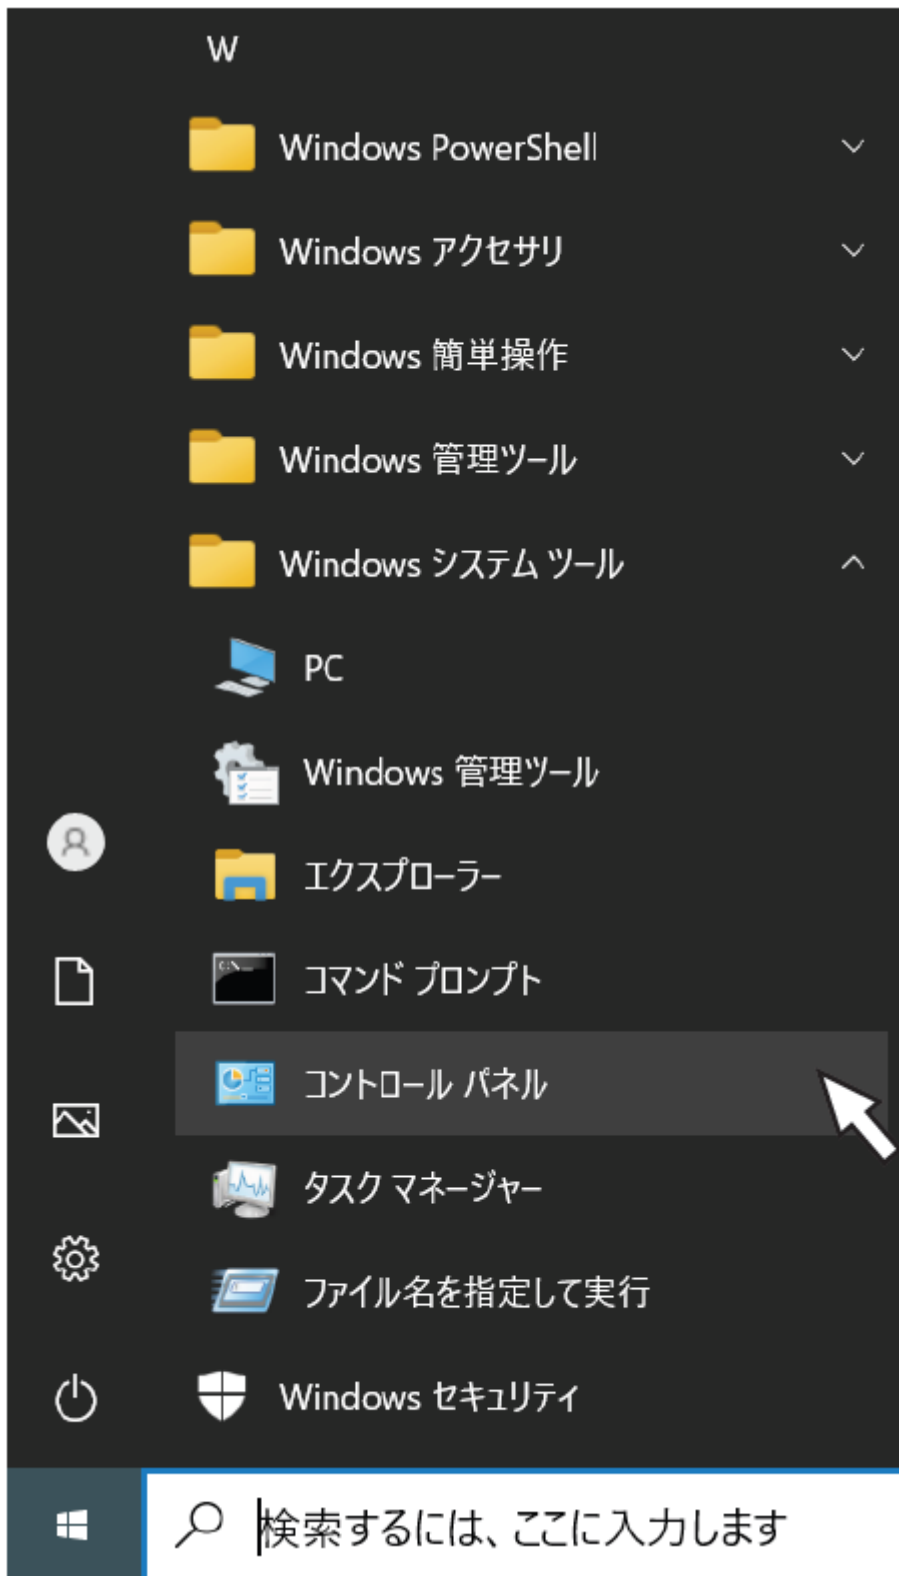 W
Windows PowerShell
Windows アクセサリ
Windows 簡単操作
Windows 管理ツール
Windows システム ツール
PC
Windows 管理ツール
エクスプローラー
コマンド プロンプト
コントロール パネル
タスク マネージャー
ファイル名を指定して実行
Windows セキュリティ
検索するには、ここに入力します